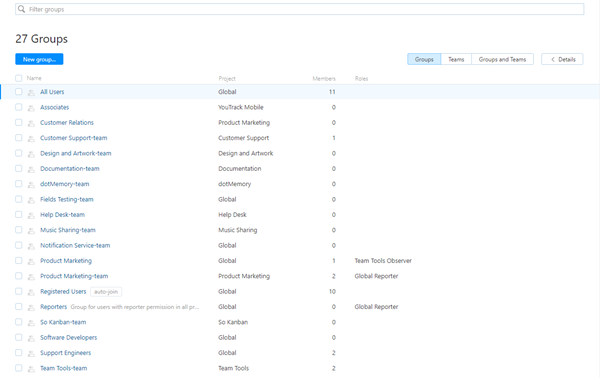 Filter groups
27 Groups
New group... Groups Teams Groups and Teams Details
Name Project Members Roles
All Users Global 11
Associates YouTrack Mobile 0
Customer Relations Product Marketing 0
Customer Support-team Customer Support 1
Design and Artwork-team Design and Artwork 0
Documentation-team Documentation 0
dotMemory-team dotMemory 0
Fields Testing-team Global 0
Help Desk-team Help Desk 0
Music Sharing-team Music Sharing 0
Notification Service-team Global 0
Product Marketing Global 1 Team Tools Observer
Product Marketing-team Product Marketing 2 Global Reporter
Registered Users auto-join Global 10
Reporters Group for users with reporter permission in all pr... Global 0 Global Reporter
So Kanban-team So Kanban 0
Software Developers Global 0
Support Engineers Global 2
Team Tools-team Team Tools 2